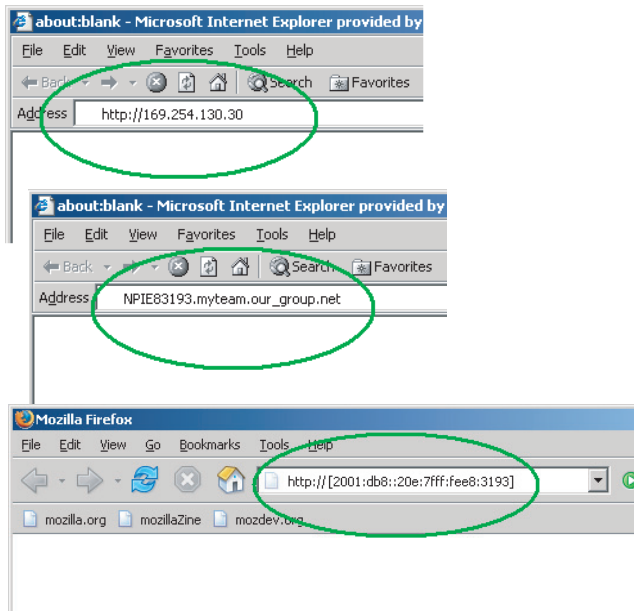 about:blank - Microsoft Internet Explorer provided by
File Edit View Favorites Tools Help
Back Search Favorites
Address http://169.254.130.30
about:blank - Microsoft Internet Explorer provided by
File Edit View Favorites Tools Help
Back Search Favorites
Address NPIE83193.myteam.our_group.net
Mozilla Firefox
File Edit View Go Bookmarks Tools Help
http://[2001:db8::20e:7fff:fee8:3193]
mozilla.org mozillaZine mozdev.org